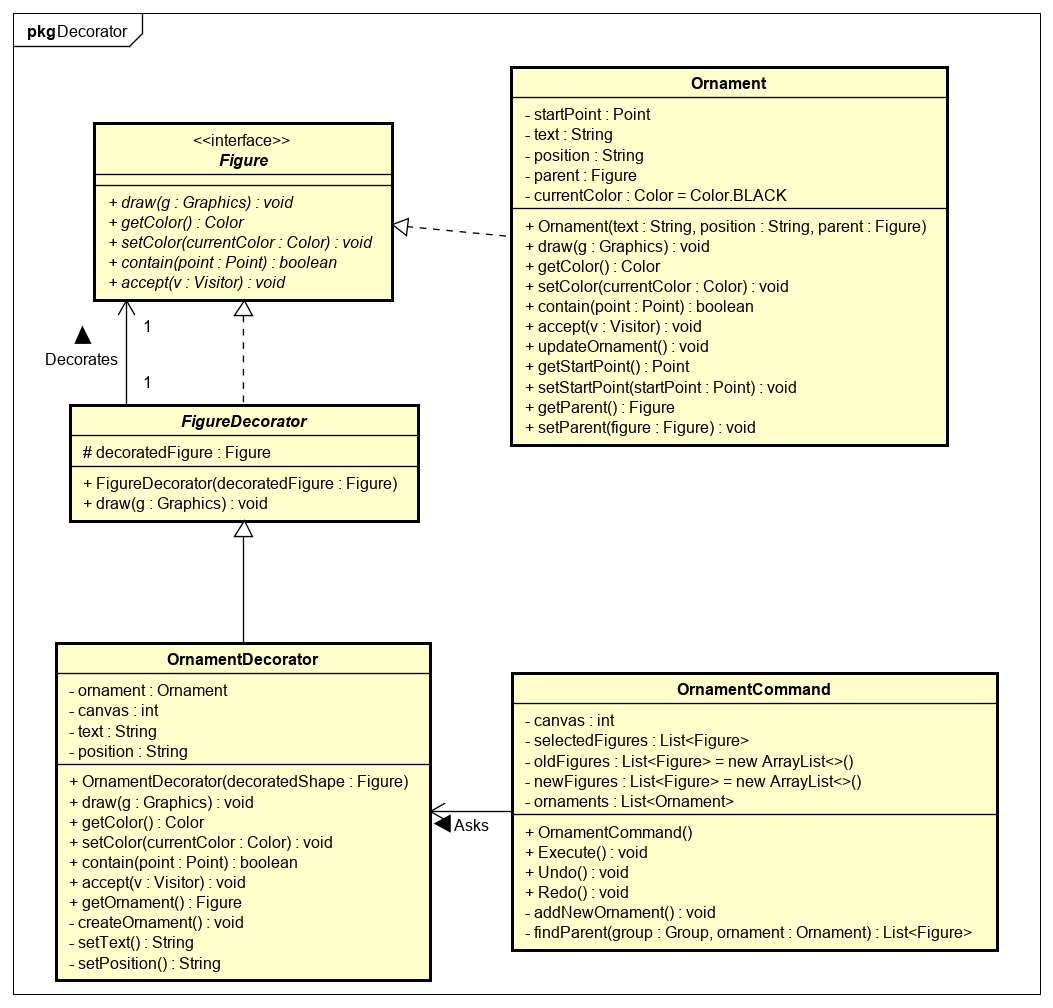 pkg Decorator
<<interface>>
Figure
+ draw(g : Graphics) : void
+ getColor() : Color
+ setColor(currentColor : Color) : void
+ contain(point : Point) : boolean
+ accept(v : Visitor) : void
Ornament
- startPoint : Point
- text : String
- position : String
- parent : Figure
- currentColor : Color = Color.BLACK
+ Ornament(text : String, position : String, parent : Figure)
+ draw(g : Graphics) : void
+ getColor() : Color
+ setColor(currentColor : Color) : void
+ contain(point : Point) : boolean
+ accept(v : Visitor) : void
+ updateOrnament() : void
+ getStartPoint() : Point
+ setStartPoint(startPoint : Point) : void
+ getParent() : Figure
+ setParent(figure : Figure) : void
1
Decorates
1
FigureDecorator
# decoratedFigure : Figure
+ FigureDecorator(decoratedFigure : Figure)
+ draw(g : Graphics) : void
OrnamentDecorator
- ornament : Ornament
- canvas : int
- text : String
- position : String
+ OrnamentDecorator(decoratedShape : Figure)
+ draw(g : Graphics) : void
+ getColor() : Color
+ setColor(currentColor : Color) : void
+ contain(point : Point) : boolean
+ accept(v : Visitor) : void
+ getOrnament() : Figure
- createOrnament() : void
- setText() : String
- setPosition() : String
Asks
OrnamentCommand
- canvas : int
- selectedFigures : List<Figure>
- oldFigures : List<Figure> = new ArrayList<>()
- newFigures : List<Figure> = new ArrayList<>()
- ornaments : List<Ornament>
+ OrnamentCommand()
+ Execute() : void
+ Undo() : void
+ Redo() : void
- addNewOrnament() : void
- findParent(group : Group, ornament : Ornament) : List<Figure>